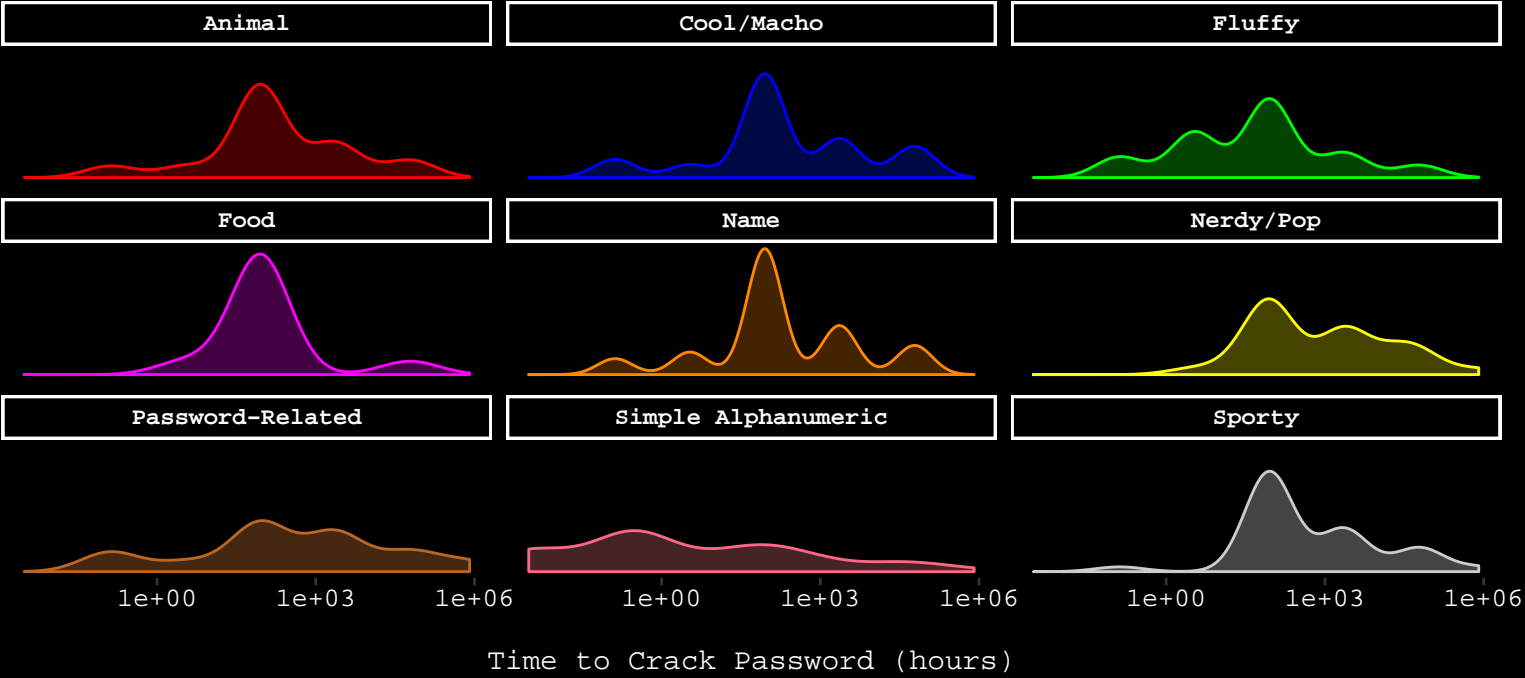 Animal
Cool/Macho
Fluffy
Food
Name
Nerdy/Pop
Password-Related
Simple Alphanumeric
Sporty
1e+00 1e+03 1e+06 1e+00 1e+03 1e+06 1e+00 1e+03 1e+06
Time to Crack Password (hours)